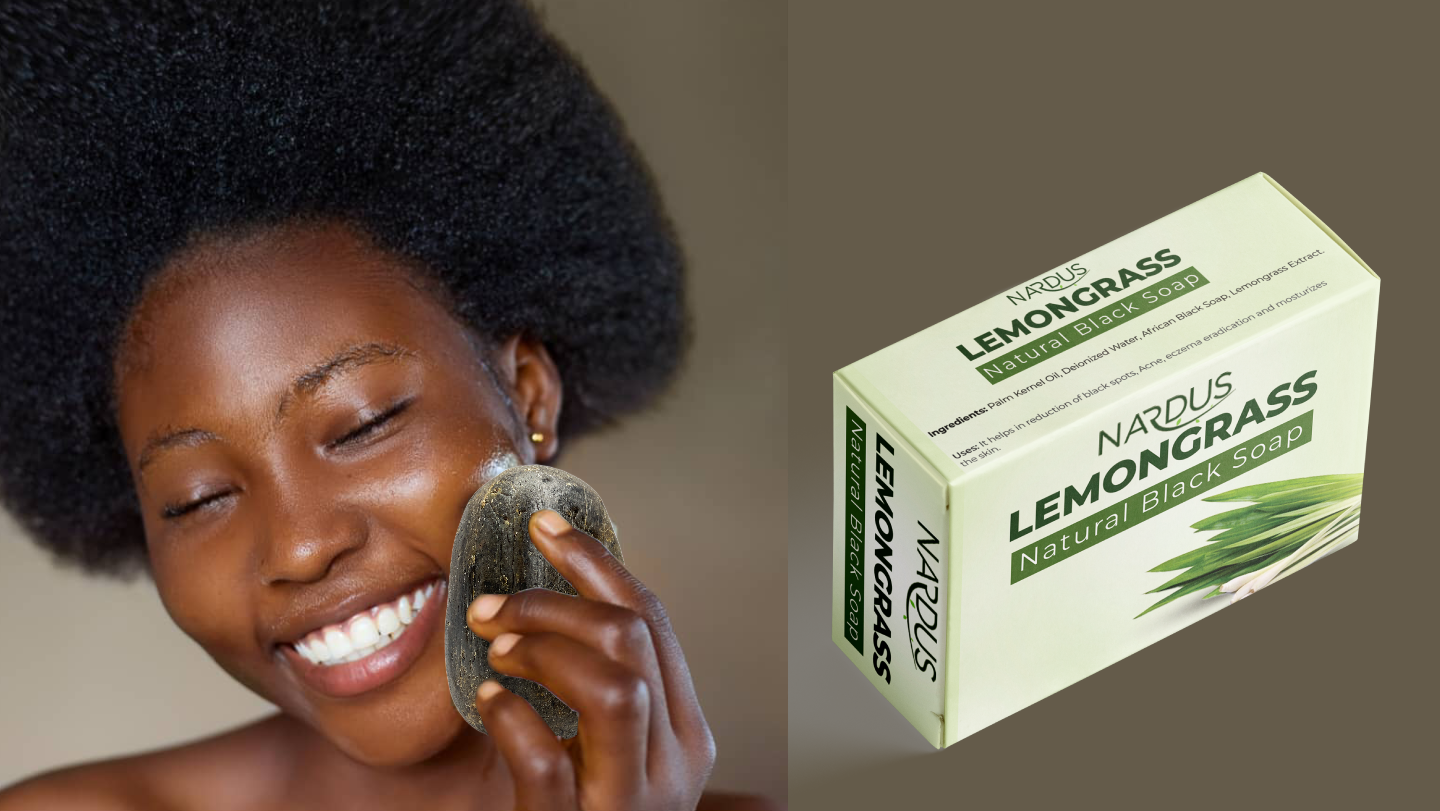 NARDUS
LEMONGRASS
Natural Black Soap
Ingredients: Palm Kernel Oil, Deionized Water, African Black Soap, Lemongrass Extract.
Uses: It helps in reduction of black spots, Acne, eczema eradication and mosturizes
the skin.
NARDUS
LEMONGRASS
Natural Black Soap
NARDUS
LEMONGRASS
Natural Black Soap